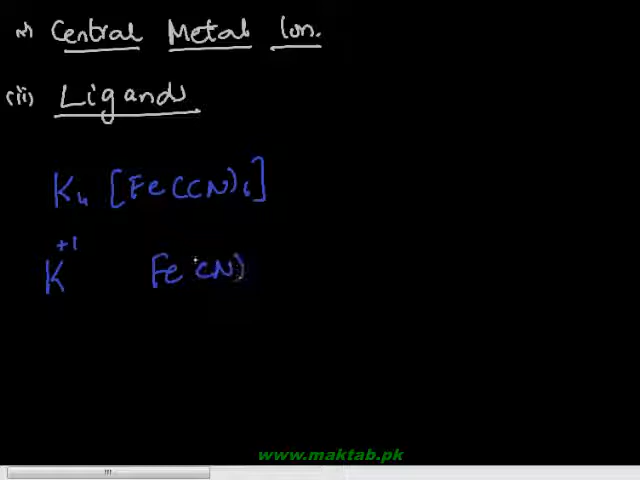 Central Metal Ion.
(ii) Ligands
K4 [Fe(CN)6]
+1
K Fe CN)
www.maktab.pk